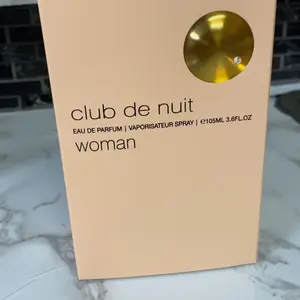 club de nuit
EAU DE PARFUM | VAPORISATEUR SPRAY | ℮105ML 3.6FL.OZ
woman